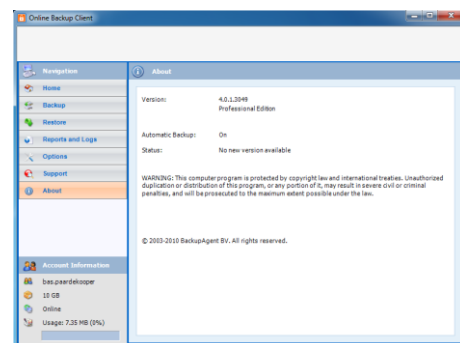 Online Backup Client
Navigation
Home
Backup
Restore
Reports and Logs
Options
Support
About
Account Information
bas.paardekooper
10 GB
Online
Usage: 7.35 MB (0%)
About
Version: 4.0.1.3049
Professional Edition
Automatic Backup: On
Status: No new version available
WARNING: This computer program is protected by copyright law and international treaties. Unauthorized
duplication or distribution of this program, or any portion of it, may result in severe civil or criminal
penalties, and will be prosecuted to the maximum extent possible under the law.
© 2003-2010 BackupAgent BV. All rights reserved.